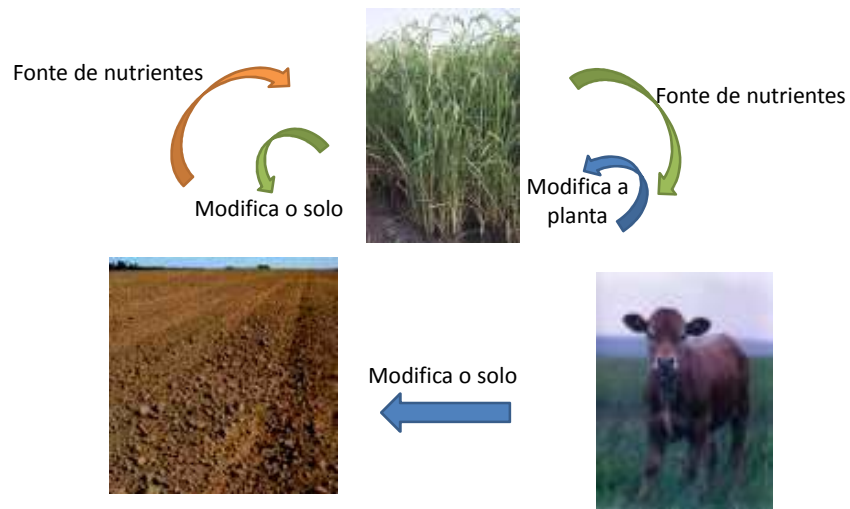 Fonte de nutrientes
Fonte de nutrientes
Modifica o solo
Modifica a
planta
Modifica o solo